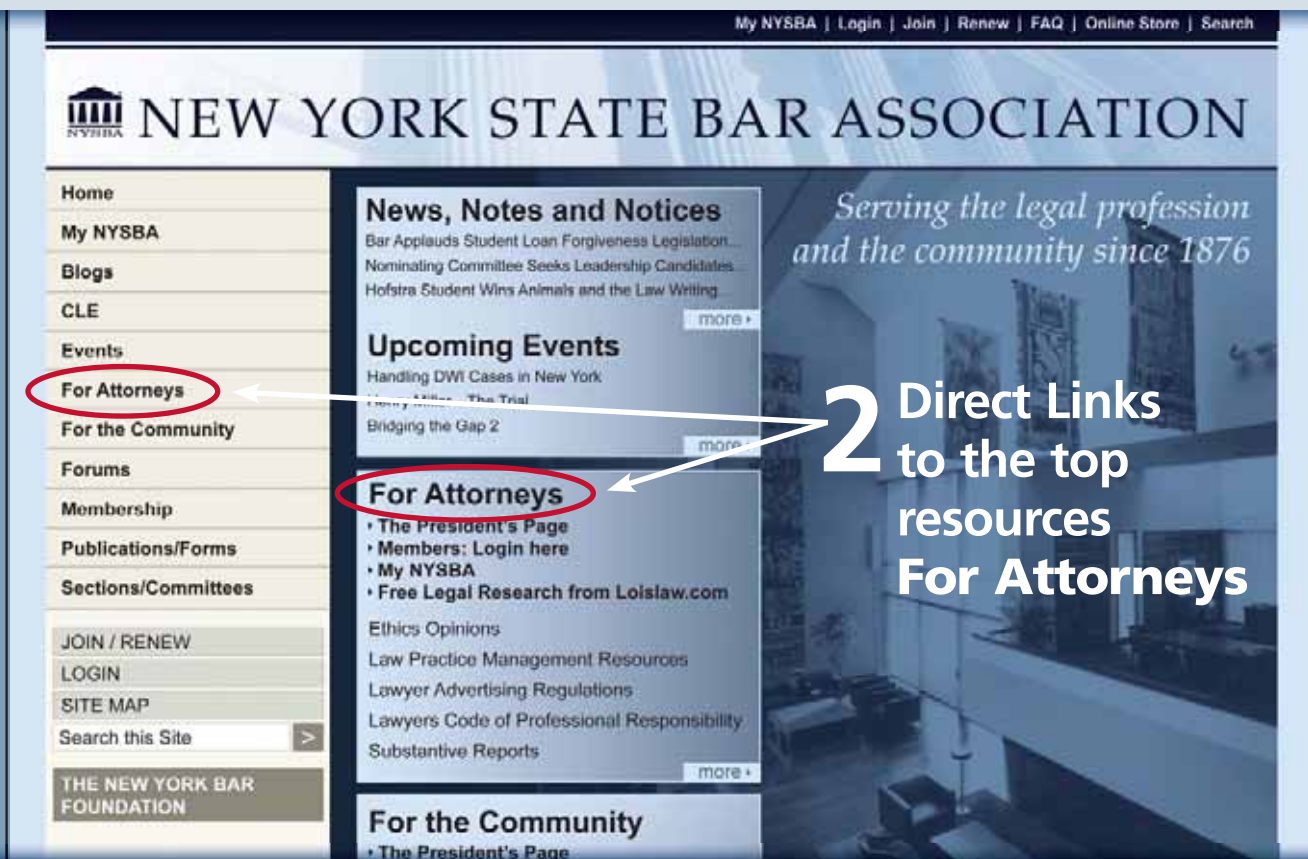 My NYSBA | Login | Join | Renew | FAQ | Online Store | Search
NYSBA
NEW YORK STATE BAR ASSOCIATION
Home
My NYSBA
Blogs
CLE
Events
For Attorneys
For the Community
Forums
Membership
Publications/Forms
Sections/Committees
JOIN / RENEW
LOGIN
SITE MAP
Search this Site >
THE NEW YORK BAR
FOUNDATION
News, Notes and Notices
Bar Applauds Student Loan Forgiveness Legislation...
Nominating Committee Seeks Leadership Candidates...
Hofstra Student Wins Animals and the Law Writing...
more
Upcoming Events
Handling DWI Cases in New York
Henry Miller - The Trial
Bridging the Gap 2
more
For Attorneys
The President's Page
Members: Login here
My NYSBA
Free Legal Research from Loislaw.com
Ethics Opinions
Law Practice Management Resources
Lawyer Advertising Regulations
Lawyers Code of Professional Responsibility
Substantive Reports
more
For the Community
The President's Page
Serving the legal profession
and the community since 1876
2 Direct Links
to the top
resources
For Attorneys